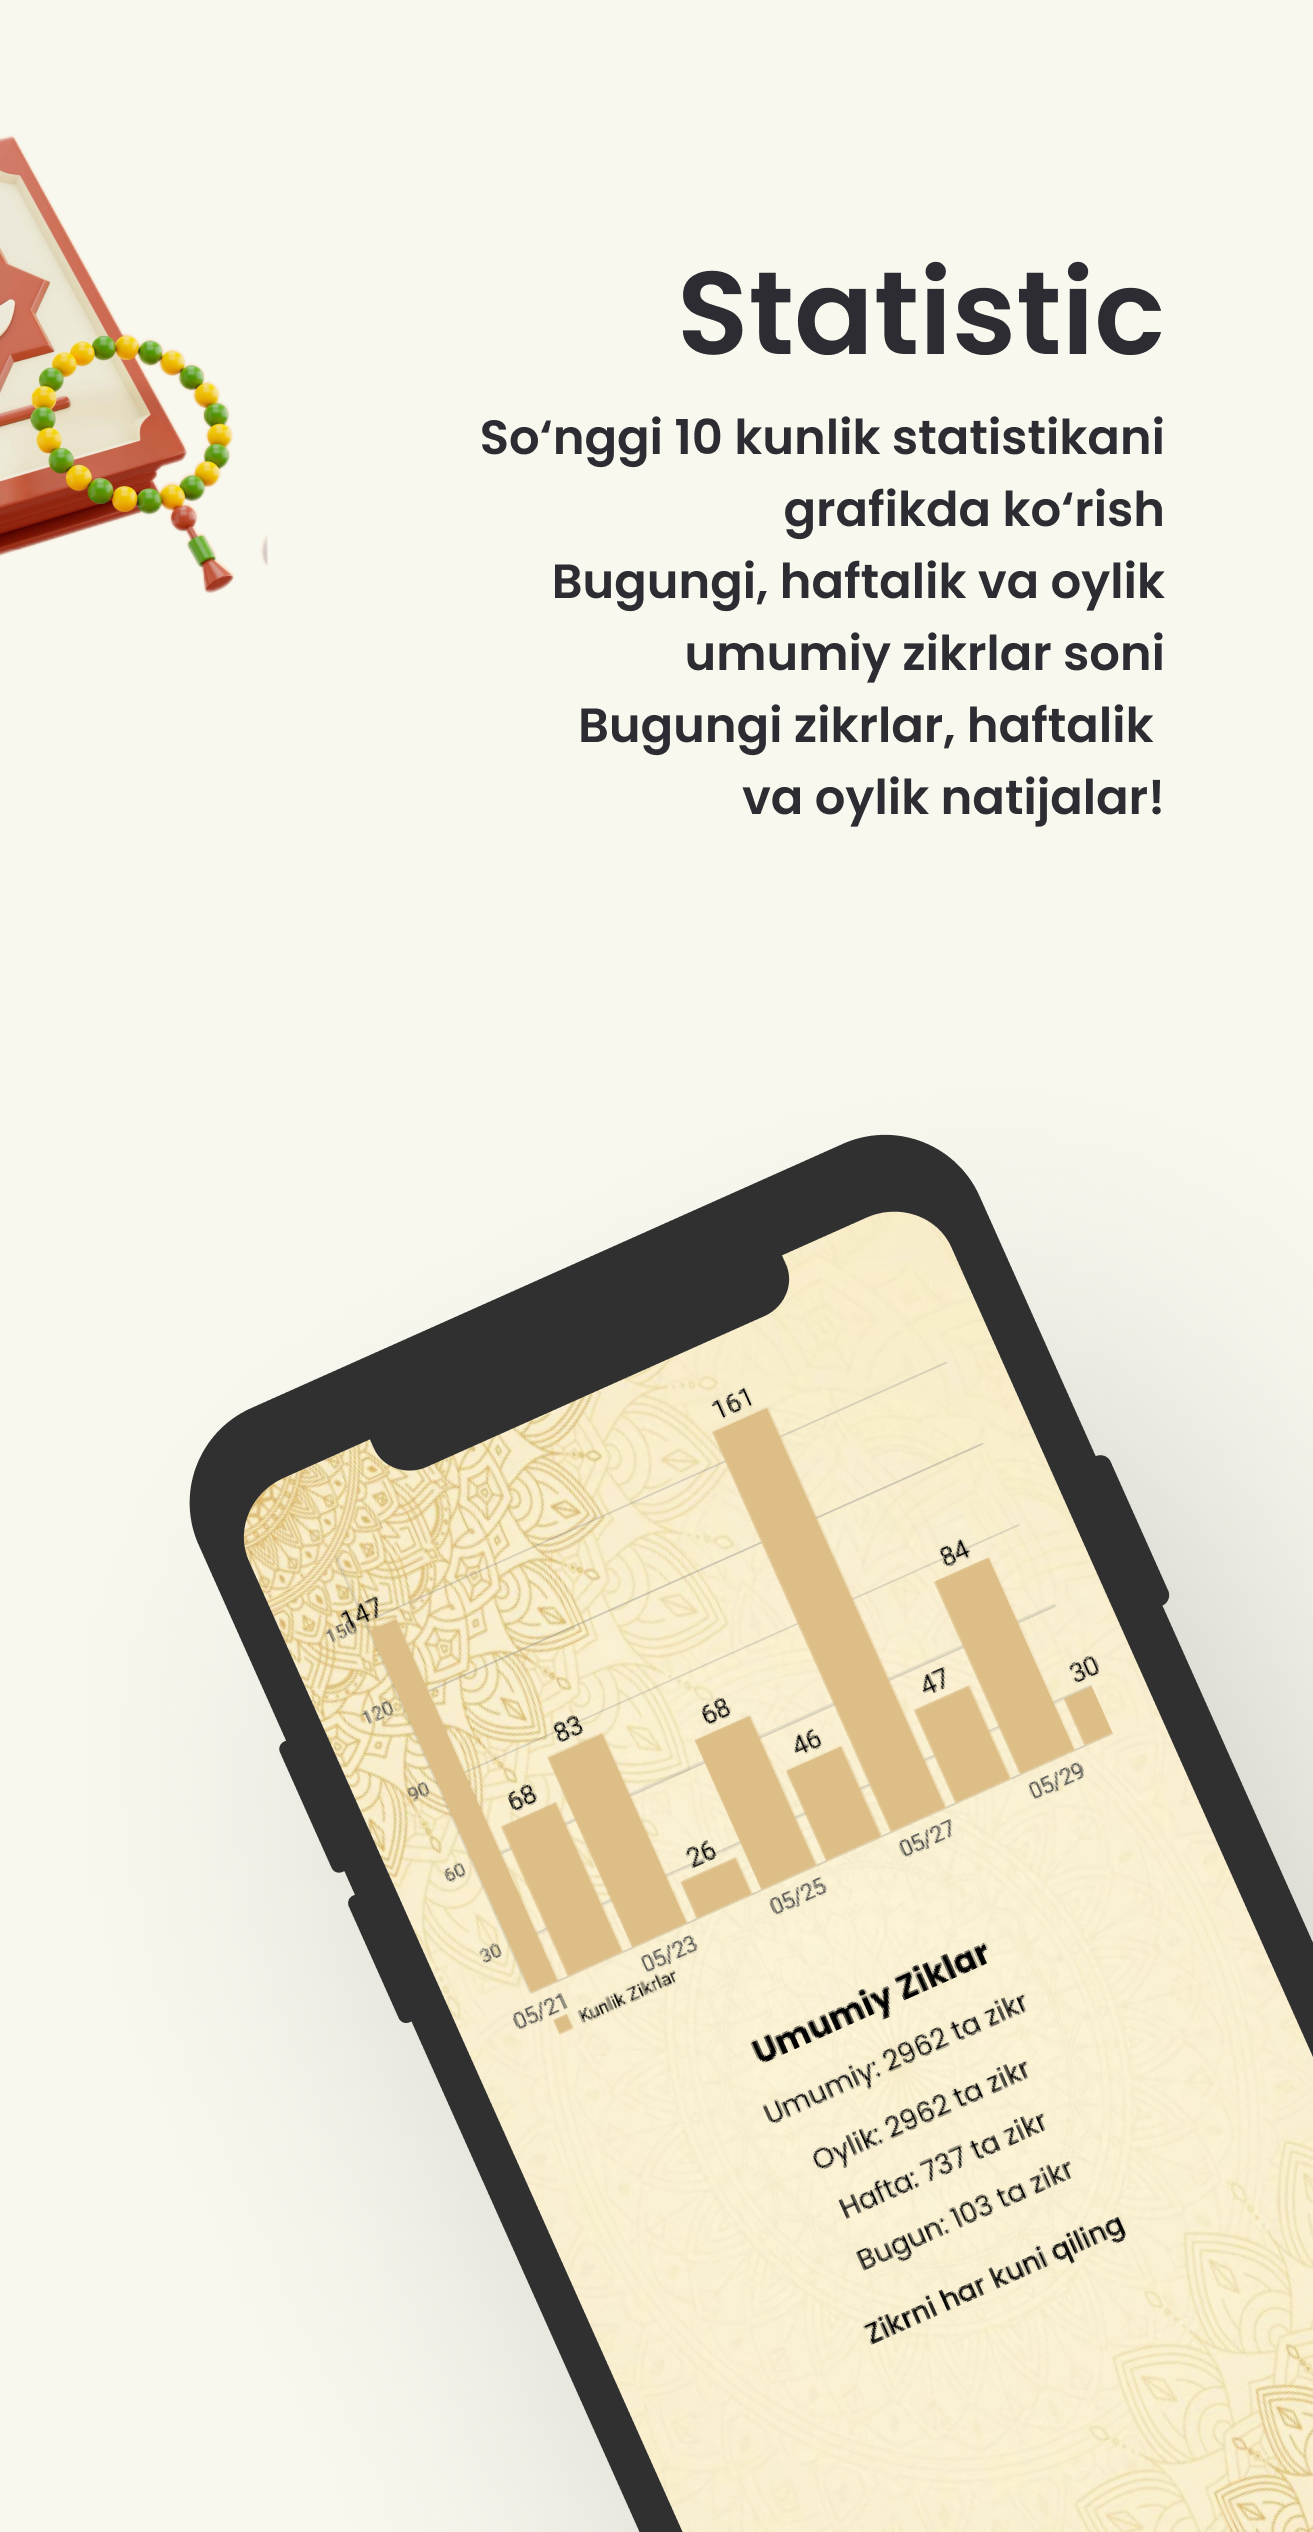 Statistic
So‘nggi 10 kunlik statistikani
grafikda ko‘rish
Bugungi, haftalik va oylik
umumiy zikrlar soni
Bugungi zikrlar, haftalik
va oylik natijalar!
161
147
150
84
120
30
83
68
47
46
90
68
26
60
05/29
05/27
30
05/25
05/23
05/21
Kunlik Zikrlar
Umumiy Ziklar
Umumiy: 2962 ta zikr
Oylik: 2962 ta zikr
Hafta: 737 ta zikr
Bugun: 103 ta zikr
Zikrni har kuni qiling